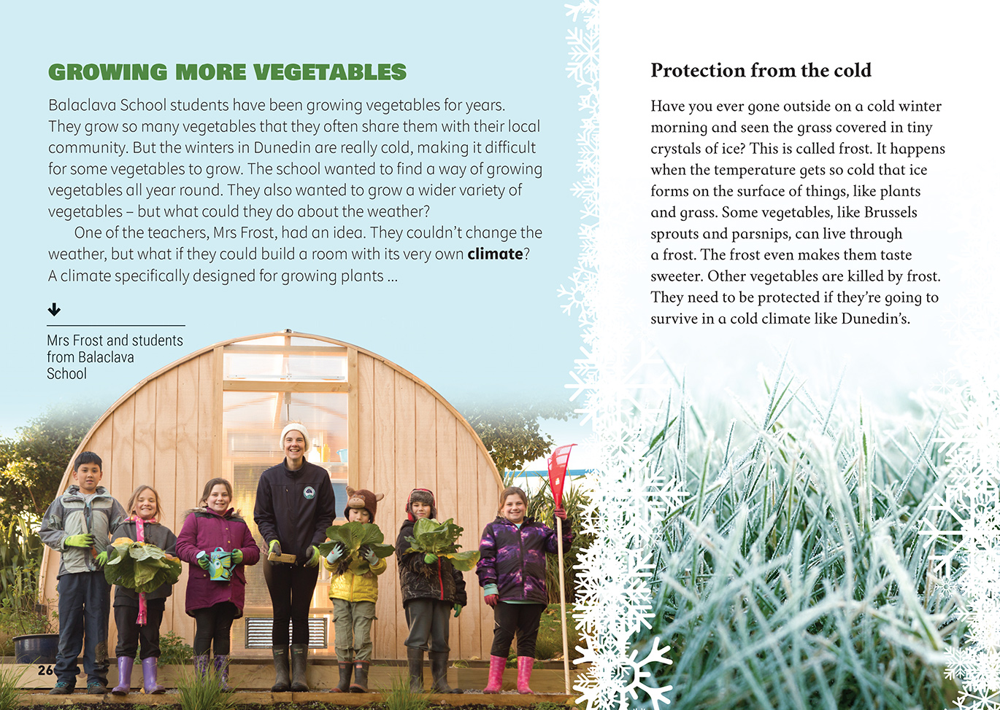 GROWING MORE VEGETABLES
Balaclava School students have been growing vegetables for years.
They grow so many vegetables that they often share them with their local
community. But the winters in Dunedin are really cold, making it difficult
for some vegetables to grow. The school wanted to find a way of growing
vegetables all year round. They also wanted to grow a wider variety of
vegetables – but what could they do about the weather?
One of the teachers, Mrs Frost, had an idea. They couldn’t change the
weather, but what if they could build a room with its very own climate?
A climate specifically designed for growing plants ...
Mrs Frost and students
from Balaclava
School
26
Protection from the cold
Have you ever gone outside on a cold winter
morning and seen the grass covered in tiny
crystals of ice? This is called frost. It happens
when the temperature gets so cold that ice
forms on the surface of things, like plants
and grass. Some vegetables, like Brussels
sprouts and parsnips, can live through
a frost. The frost even makes them taste
sweeter. Other vegetables are killed by frost.
They need to be protected if they’re going to
survive in a cold climate like Dunedin’s.